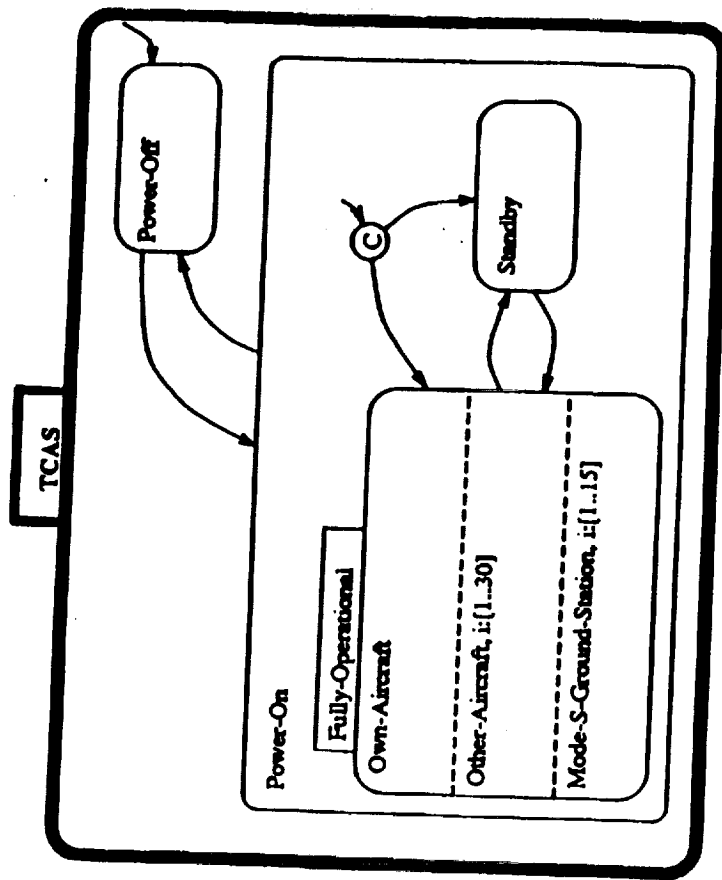 TCAS
Power-Off
Power-On
C
Fully-Operational
Own-Aircraft
Other-Aircraft, i:[1..30]
Mode-S-Ground-Station, i:[1..15]
Standby